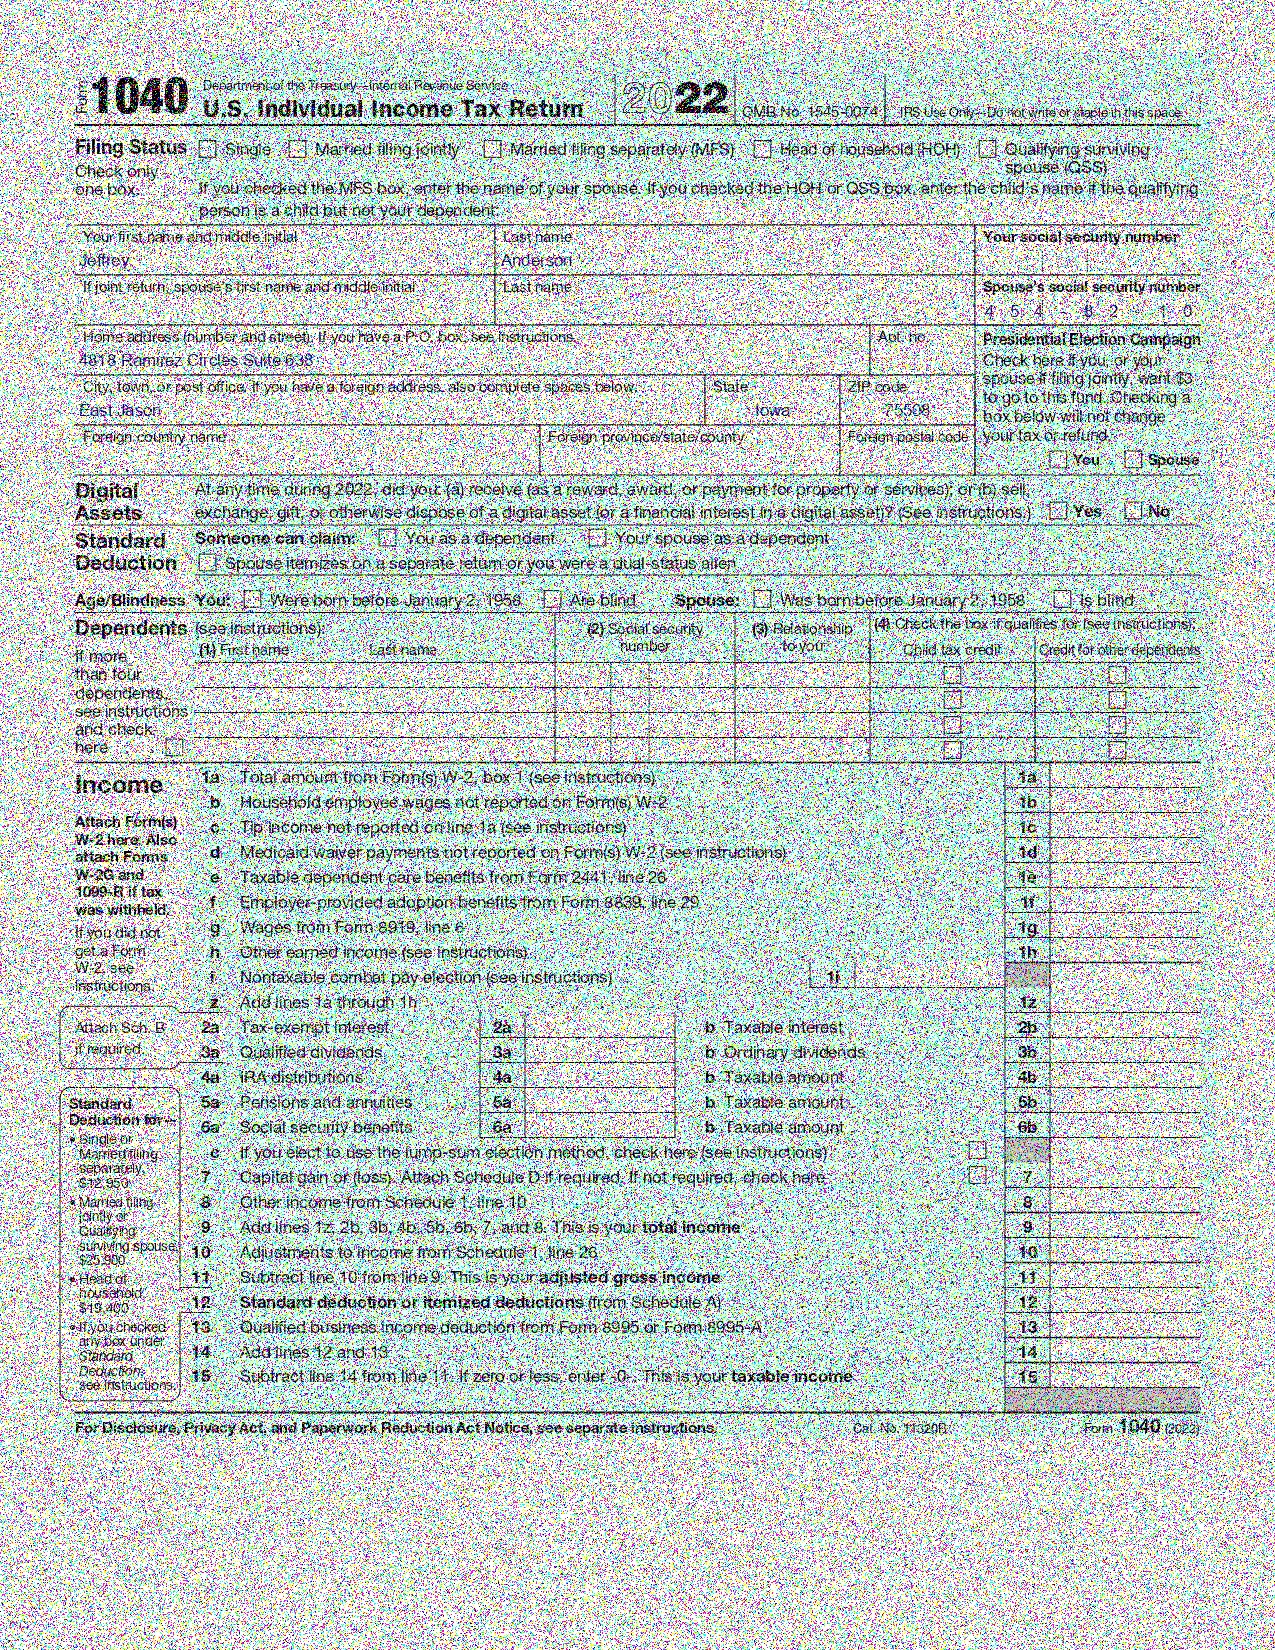 Form 1040 Department of the Treasury—Internal Revenue Service
U.S. Individual Income Tax Return 2022 OMB No. 1545-0074 IRS Use Only—Do not write or staple in this space.
Filing Status Single Married filing jointly Married filing separately (MFS) Head of household (HOH) Qualifying surviving
spouse (QSS)
Check only
one box.
If you checked the MFS box, enter the name of your spouse. If you checked the HOH or QSS box, enter the child's name if the qualifying
person is a child but not your dependent:
Your first name and middle initial Last name Your social security number
Jeffrey Anderson
If joint return, spouse's first name and middle initial Last name Spouse's social security number
4 5 4 8 2 1 0
Home address (number and street). If you have a P.O. box, see instructions. Apt. no.
4818 Ramirez Circles Suite 638
Presidential Election Campaign
Check here if you, or your
spouse if filing jointly, want $3
to go to this fund. Checking a
box below will not change
your tax or refund.
You Spouse
City, town, or post office. If you have a foreign address, also complete spaces below. State ZIP code
East Jason Iowa 75508
Foreign country name Foreign province/state/county Foreign postal code
Digital
Assets
At any time during 2022, did you: (a) receive (as a reward, award, or payment for property or services); or (b) sell,
exchange, gift, or otherwise dispose of a digital asset (or a financial interest in a digital asset)? (See instructions.) Yes No
Standard
Deduction
Someone can claim: You as a dependent Your spouse as a dependent
Spouse itemizes on a separate return or you were a dual-status alien
Age/Blindness You: Were born before January 2, 1958 Are blind Spouse: Was born before January 2, 1958 Is blind
Dependents (see instructions): (2) Social security number (3) Relationship to you (4) Check the box if qualifies for (see instructions):
(1) First name Last name Child tax credit Credit for other dependents
If more
than four
dependents,
see instructions
and check
here
Income
Attach Form(s)
W-2 here. Also
attach Forms
W-2G and
1099-R if tax
was withheld.
If you did not
get a Form
W-2, see
instructions.
1a Total amount from Form(s) W-2, box 1 (see instructions) 1a
b Household employee wages not reported on Form(s) W-2 1b
c Tip income not reported on line 1a (see instructions) 1c
d Medicaid waiver payments not reported on Form(s) W-2 (see instructions) 1d
e Taxable dependent care benefits from Form 2441, line 26 1e
f Employer-provided adoption benefits from Form 8839, line 29 1f
g Wages from Form 8919, line 6 1g
h Other earned income (see instructions) 1h
i Nontaxable combat pay election (see instructions) 1i
z Add lines 1a through 1h 1z
Attach Sch. B
if required.
2a Tax-exempt interest 2a b Taxable interest 2b
3a Qualified dividends 3a b Ordinary dividends 3b
4a IRA distributions 4a b Taxable amount 4b
5a Pensions and annuities 5a b Taxable amount 5b
6a Social security benefits 6a b Taxable amount 6b
c If you elect to use the lump-sum election method, check here (see instructions)
7 Capital gain or (loss). Attach Schedule D if required. If not required, check here 7
8 Other income from Schedule 1, line 10 8
9 Add lines 1z, 2b, 3b, 4b, 5b, 6b, 7, and 8. This is your total income 9
10 Adjustments to income from Schedule 1, line 26 10
11 Subtract line 10 from line 9. This is your adjusted gross income 11
12 Standard deduction or itemized deductions (from Schedule A) 12
13 Qualified business income deduction from Form 8995 or Form 8995-A 13
14 Add lines 12 and 13 14
15 Subtract line 14 from line 11. If zero or less, enter -0-. This is your taxable income 15
Standard
Deduction for—
• Single or
Married filing
separately,
$12,950
• Married filing
jointly or
Qualifying
surviving spouse,
$25,900
• Head of
household,
$19,400
• If you checked
any box under
Standard
Deduction,
see instructions.
For Disclosure, Privacy Act, and Paperwork Reduction Act Notice, see separate instructions. Cat. No. 11320B Form 1040 (2022)